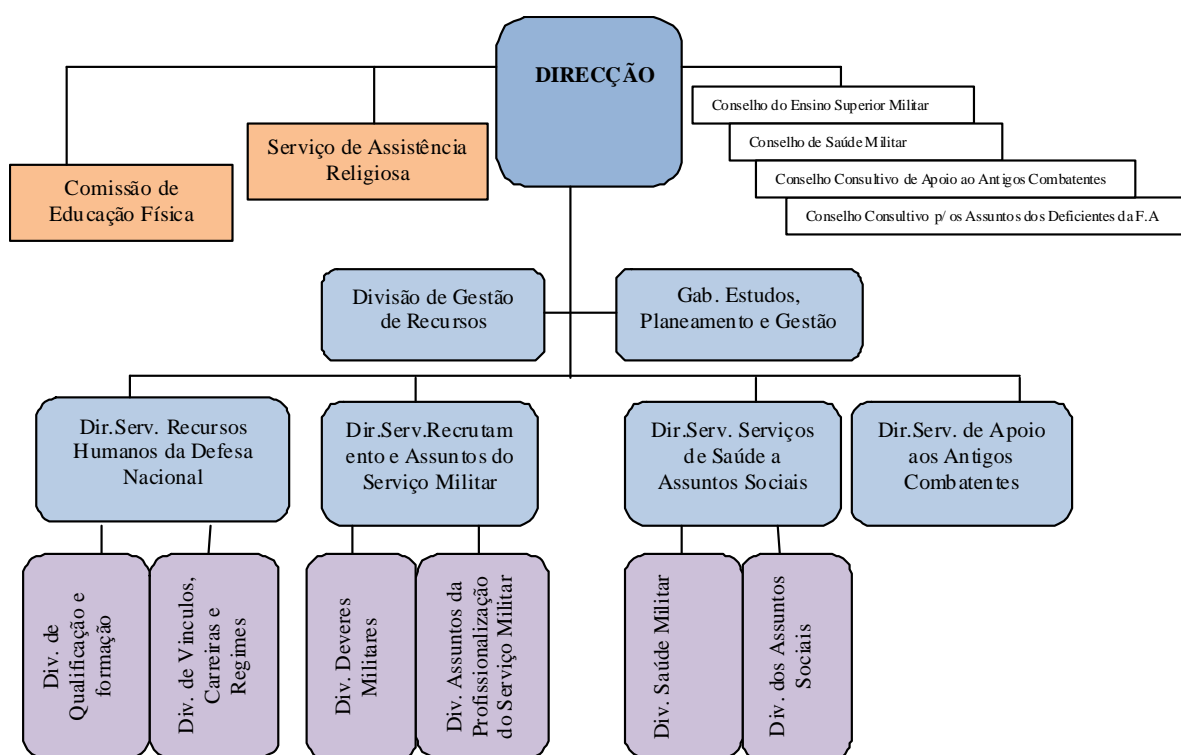 DIRECÇÃO
Conselho do Ensino Superior Militar
Conselho de Saúde Militar
Conselho Consultivo de Apoio ao Antigos Combatentes
Conselho Consultivo p/ os Assuntos dos Deficientes da F.A
Serviço de Assistência
Religiosa
Comissão de
Educação Física
Divisão de Gestão
de Recursos
Gab. Estudos,
Planeamento e Gestão
Dir.Serv. Recursos
Humanos da Defesa
Nacional
Dir.Serv.Recrutam
ento e Assuntos do
Serviço Militar
Dir.Serv. Serviços
de Saúde a
Assuntos Sociais
Dir.Serv. de Apoio
aos Antigos
Combatentes
Div. de
Qualificação e
formação
Div. de Vinculos,
Carreiras e
Regimes
Div. Deveres
Militares
Div. Assuntos da
Profissionalização
do Serviço Militar
Div. Saúde Militar
Div. dos Assuntos
Sociais